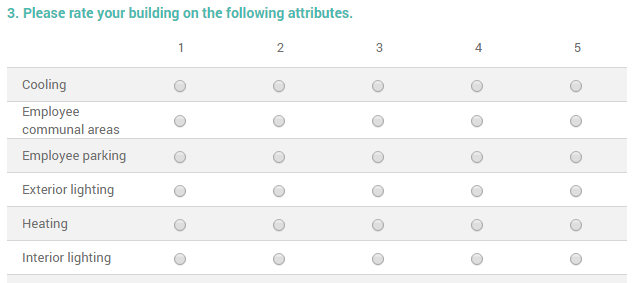 3. Please rate your building on the following attributes.
1 2 3 4 5
Cooling
Employee
communal areas
Employee parking
Exterior lighting
Heating
Interior lighting